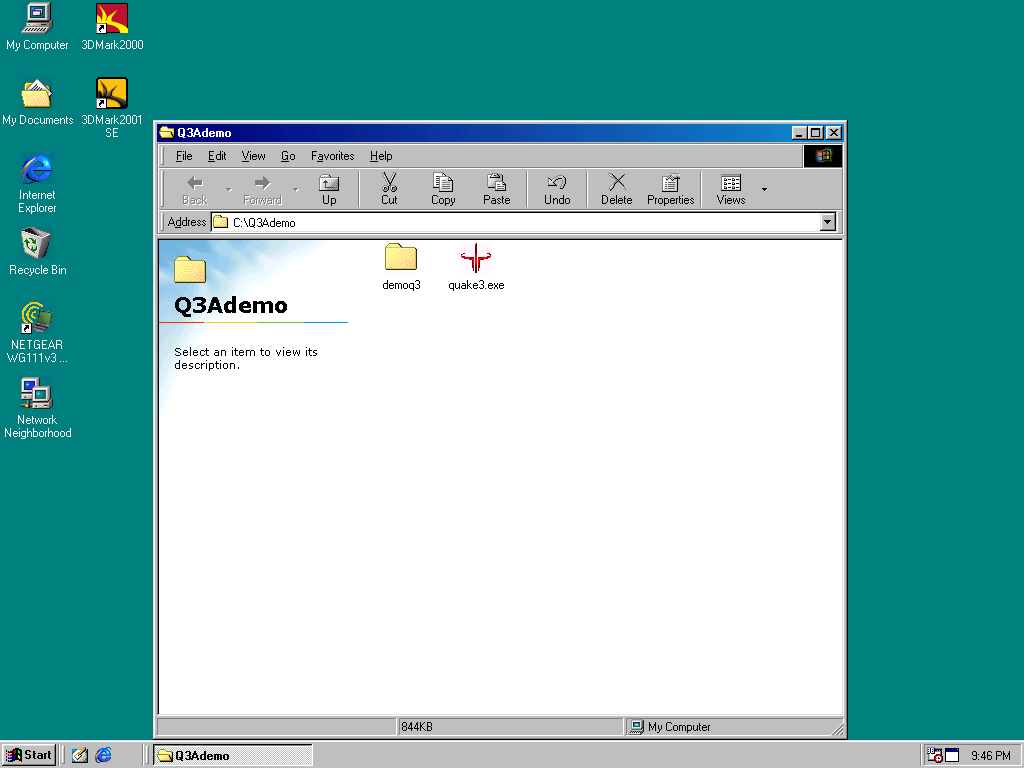 My Computer
3DMark2000
My Documents
3DMark2001
SE
Internet
Explorer
Recycle Bin
NETGEAR
WG111v3 ...
Network
Neighborhood
Q3Ademo
File Edit View Go Favorites Help
Back Forward Up Cut Copy Paste Undo Delete Properties Views
Address C:\Q3Ademo
demoq3
quake3.exe
Q3Ademo
Select an item to view its
description.
844KB
My Computer
Start
Q3Ademo
9:46 PM